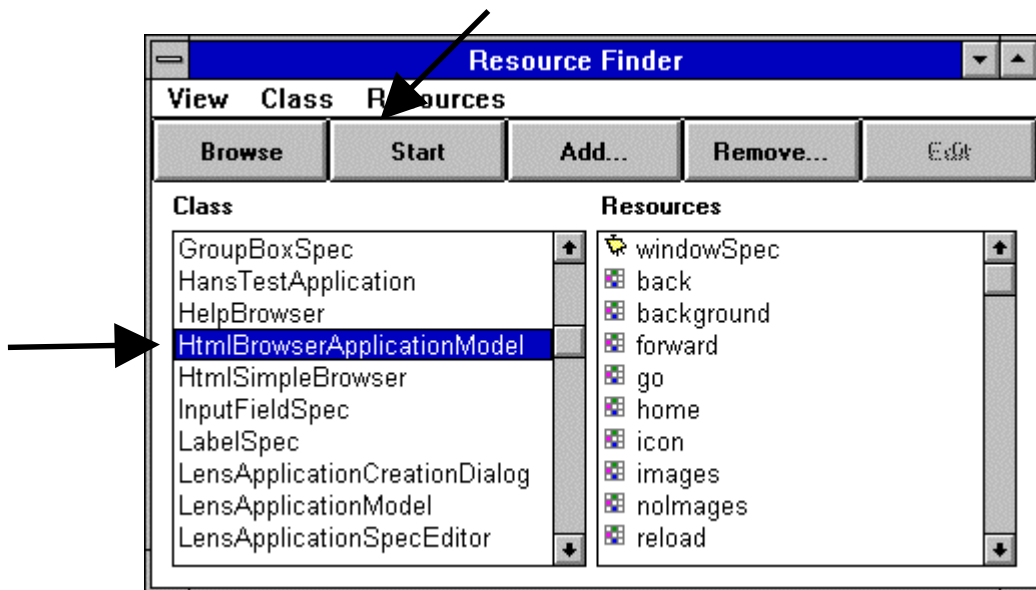 Resource Finder
View Class Resources
Browse Start Add... Remove... Edit
Class Resources
GroupBoxSpec
HansTestApplication
HelpBrowser
HtmlBrowserApplicationModel
HtmlSimpleBrowser
InputFieldSpec
LabelSpec
LensApplicationCreationDialog
LensApplicationModel
LensApplicationSpecEditor
windowSpec
back
background
forward
go
home
icon
images
noImages
reload